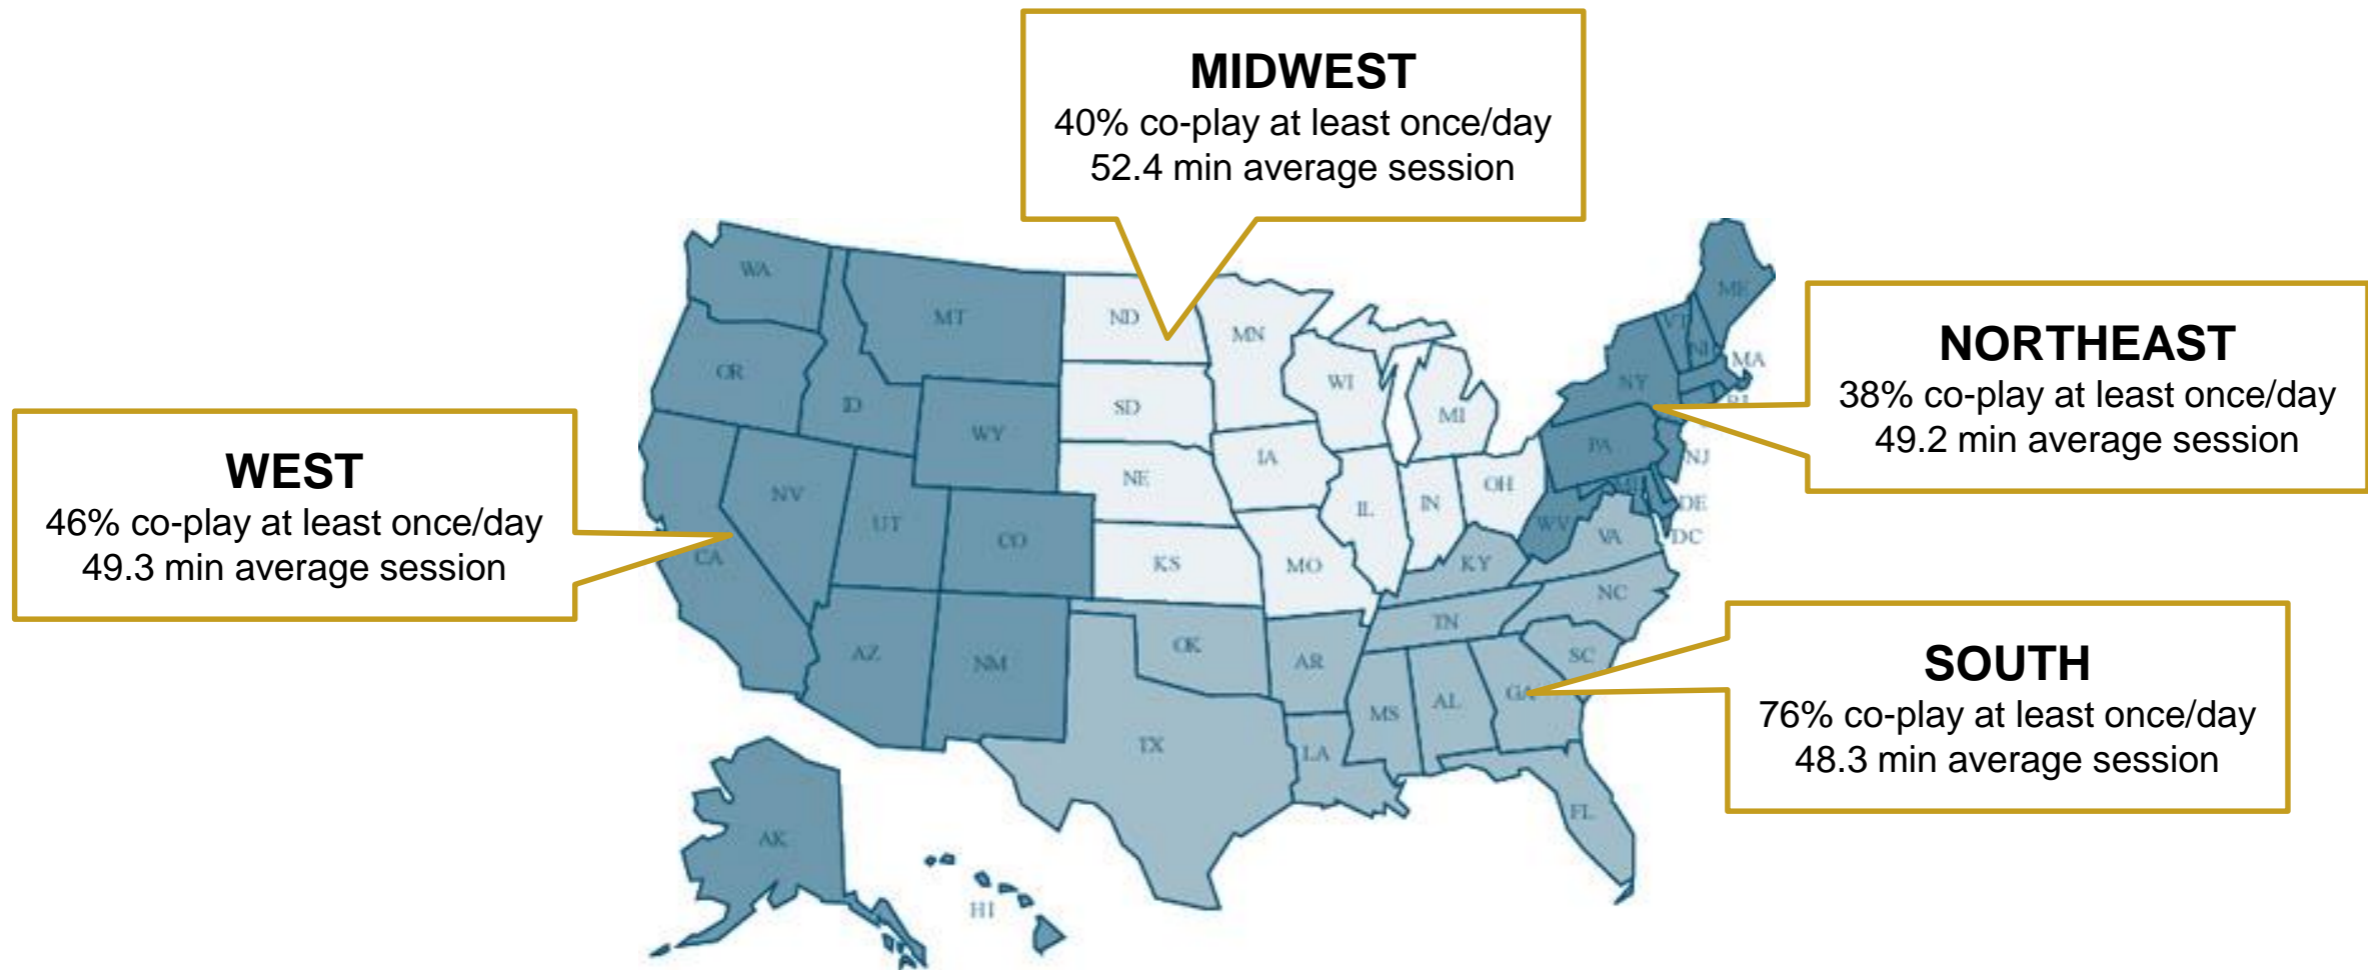 MIDWEST
40% co-play at least once/day
52.4 min average session
NORTHEAST
38% co-play at least once/day
49.2 min average session
WEST
46% co-play at least once/day
49.3 min average session
SOUTH
76% co-play at least once/day
48.3 min average session
WA
MT
ND
MN
ME
VT
NH
MA
OR
ID
SD
WI
MI
NY
WY
NE
IA
PA
NJ
NV
UT
CO
IL
IN
OH
DE
WV
CA
KS
MO
KY
VA
DC
AZ
NM
OK
AR
TN
NC
SC
TX
LA
MS
AL
GA
FL
AK
HI